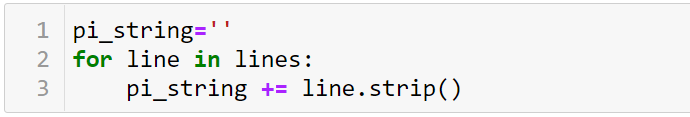 1 pi_string=''
2 for line in lines:
3     pi_string += line.strip()